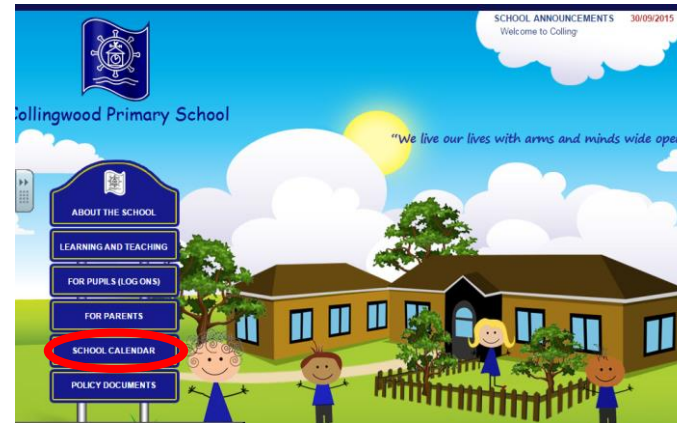 SCHOOL ANNOUNCEMENTS 30/09/2015
Welcome to Colling
Collingwood Primary School
"We live our lives with arms and minds wide ope
ABOUT THE SCHOOL
LEARNING AND TEACHING
FOR PUPILS (LOG ONS)
FOR PARENTS
SCHOOL CALENDAR
POLICY DOCUMENTS